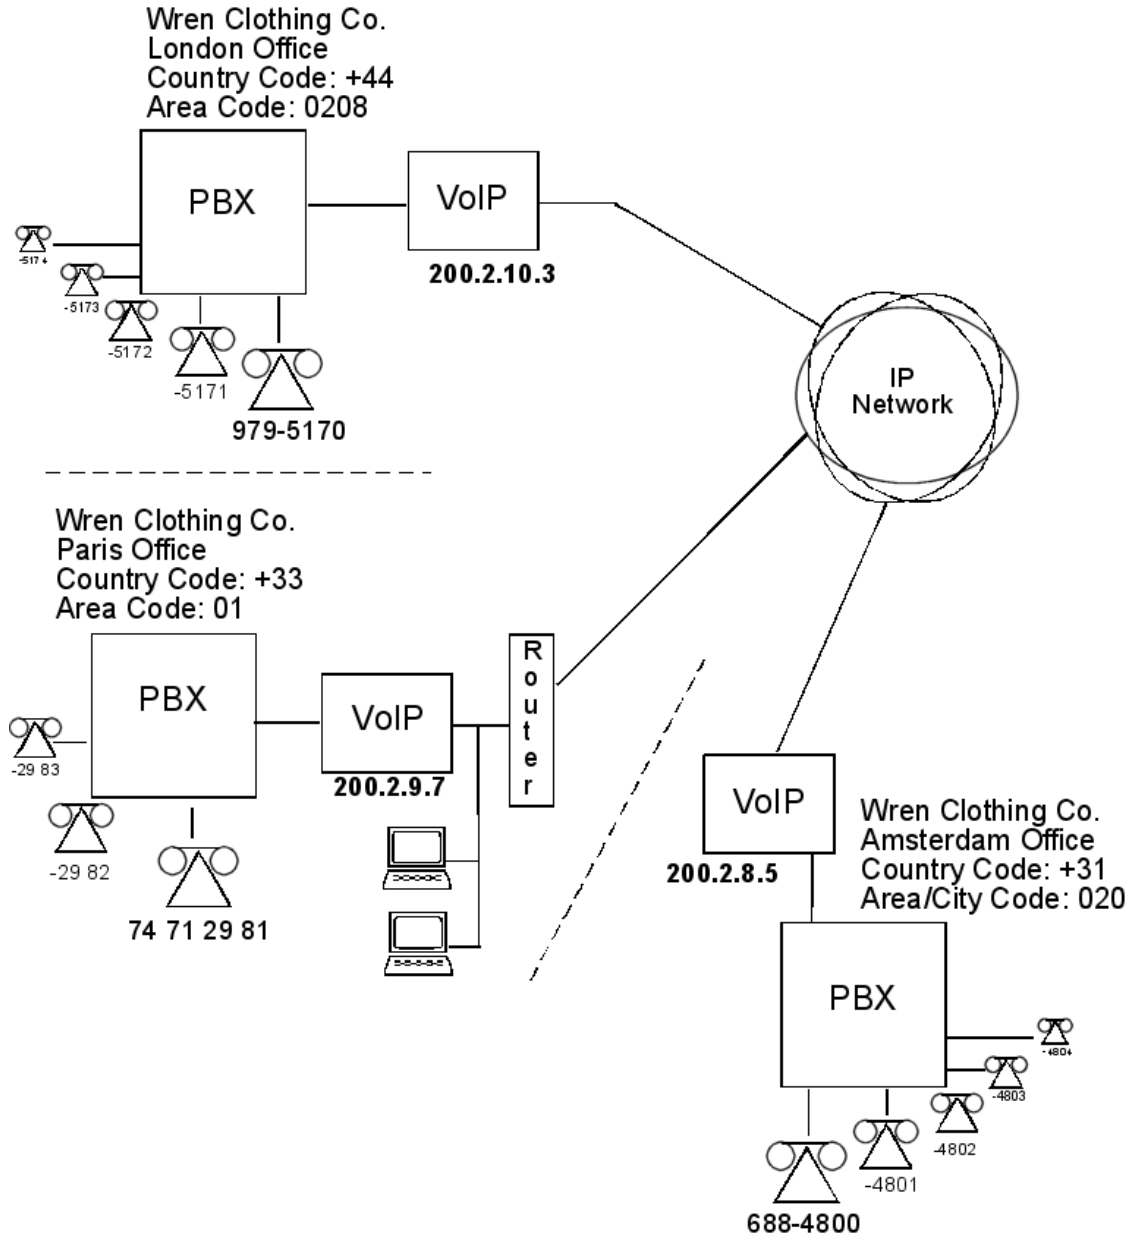 Wren Clothing Co.
London Office
Country Code: +44
Area Code: 0208
PBX
VoIP
200.2.10.3
-5174
-5173
-5172
-5171
979-5170
IP
Network
Wren Clothing Co.
Paris Office
Country Code: +33
Area Code: 01
PBX
VoIP
200.2.9.7
Router
-29 83
-29 82
74 71 29 81
VoIP
200.2.8.5
Wren Clothing Co.
Amsterdam Office
Country Code: +31
Area/City Code: 020
PBX
-4804
-4803
-4802
-4801
688-4800